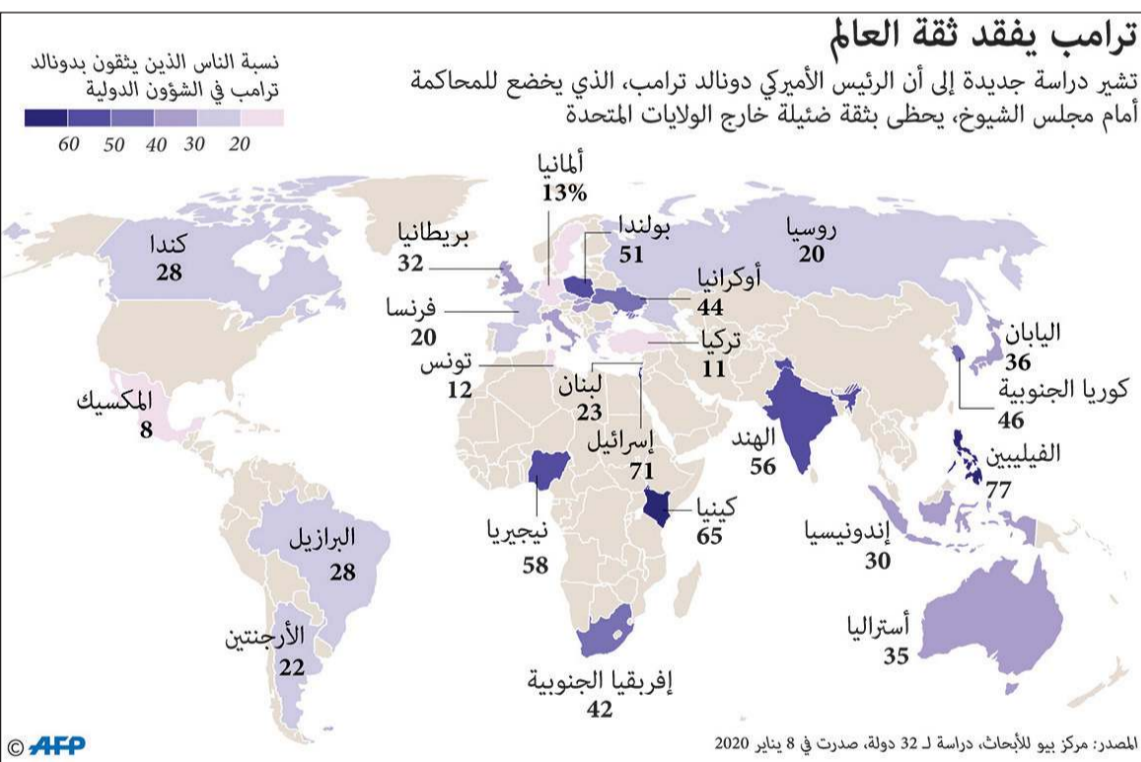 ترامب يفقد ثقة العالم
تشير دراسة جديدة إلى أن الرئيس الأميركي دونالد ترامب، الذي يخضع للمحاكمة
أمام مجلس الشيوخ، يحظى بثقة ضئيلة خارج الولايات المتحدة
نسبة الناس الذين يثقون بدونالد
ترامب في الشؤون الدولية
60 50 40 30 20
ألمانيا
13%
بولندا
51
روسيا
20
بريطانيا
32
كندا
28
أوكرانيا
44
فرنسا
20
تركيا
11
اليابان
36
تونس
12
لبنان
23
كوريا الجنوبية
46
المكسيك
8
إسرائيل
71
الهند
56
الفيليبين
77
كينيا
65
نيجيريا
58
إندونيسيا
30
البرازيل
28
أستراليا
35
الأرجنتين
22
إفريقيا الجنوبية
42
المصدر: مركز بيو للأبحاث، دراسة لـ 32 دولة، صدرت في 8 يناير 2020
© AFP